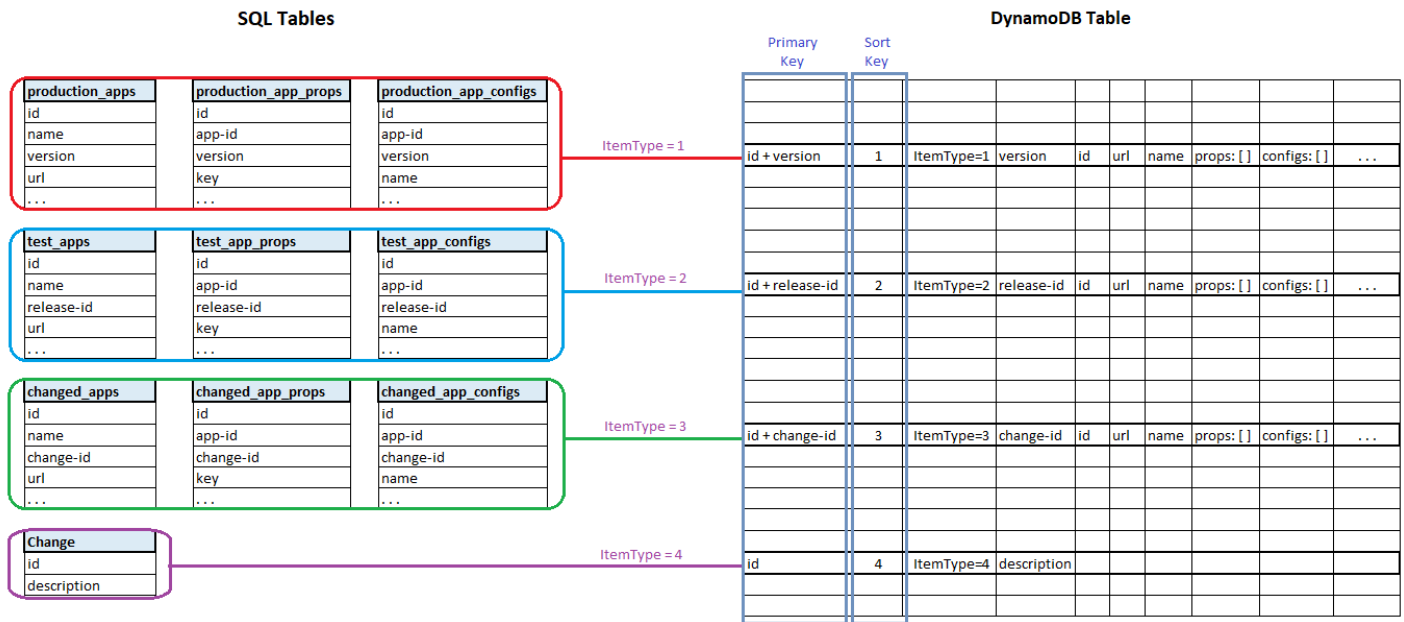 SQL Tables
DynamoDB Table
Primary Key
Sort Key
production_apps production_app_props production_app_configs
id id id
name app-id app-id
version version version
url key name
. . . . . . . . .
ItemType = 1
id + version 1 ItemType=1 version id url name props: [ ] configs: [ ] . . .
test_apps test_app_props test_app_configs
id id id
name app-id app-id
release-id release-id release-id
url key name
. . . . . . . . .
ItemType = 2
id + release-id 2 ItemType=2 release-id id url name props: [ ] configs: [ ] . . .
changed_apps changed_app_props changed_app_configs
id id id
name app-id app-id
change-id change-id change-id
url key name
. . . . . . . . .
ItemType = 3
id + change-id 3 ItemType=3 change-id id url name props: [ ] configs: [ ] . . .
Change
id
description
ItemType = 4
id 4 ItemType=4 description